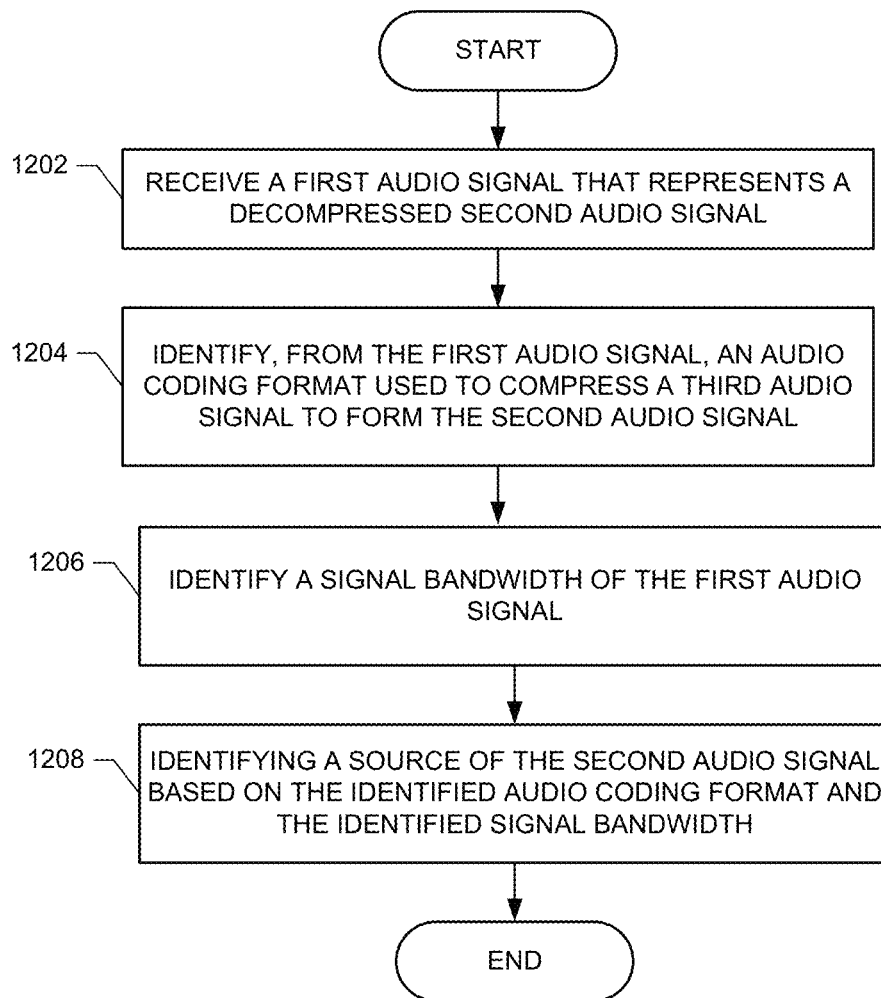 START
1202
RECEIVE A FIRST AUDIO SIGNAL THAT REPRESENTS A
DECOMPRESSED SECOND AUDIO SIGNAL
1204
IDENTIFY, FROM THE FIRST AUDIO SIGNAL, AN AUDIO
CODING FORMAT USED TO COMPRESS A THIRD AUDIO
SIGNAL TO FORM THE SECOND AUDIO SIGNAL
1206
IDENTIFY A SIGNAL BANDWIDTH OF THE FIRST AUDIO
SIGNAL
1208
IDENTIFYING A SOURCE OF THE SECOND AUDIO SIGNAL
BASED ON THE IDENTIFIED AUDIO CODING FORMAT AND
THE IDENTIFIED SIGNAL BANDWIDTH
END